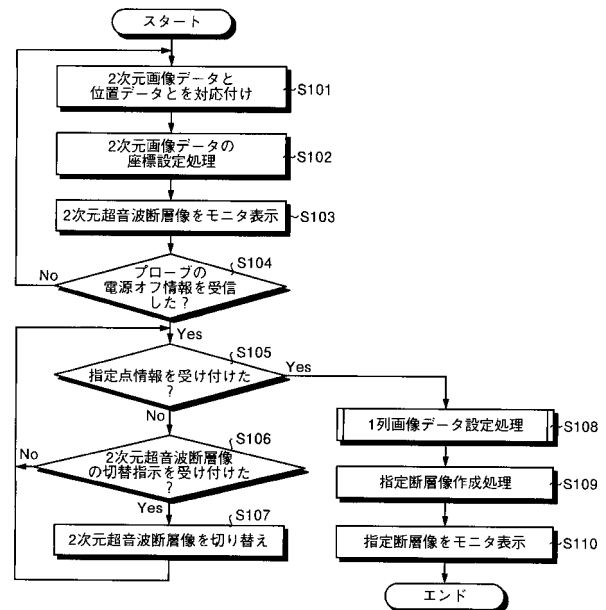 スタート
2次元画像データと
位置データとを対応付け
S101
2次元画像データの
座標設定処理
S102
2次元超音波断層像をモニタ表示
S103
S104
プローブの
電源オフ情報を受信
した？
No
Yes
S105
指定点情報を受け付けた
？
Yes
No
S106
2次元超音波断層像
の切替指示を受け付けた
？
No
Yes
S107
2次元超音波断層像を切り替え
1列画像データ設定処理
S108
指定断層像作成処理
S109
指定断層像をモニタ表示
S110
エンド